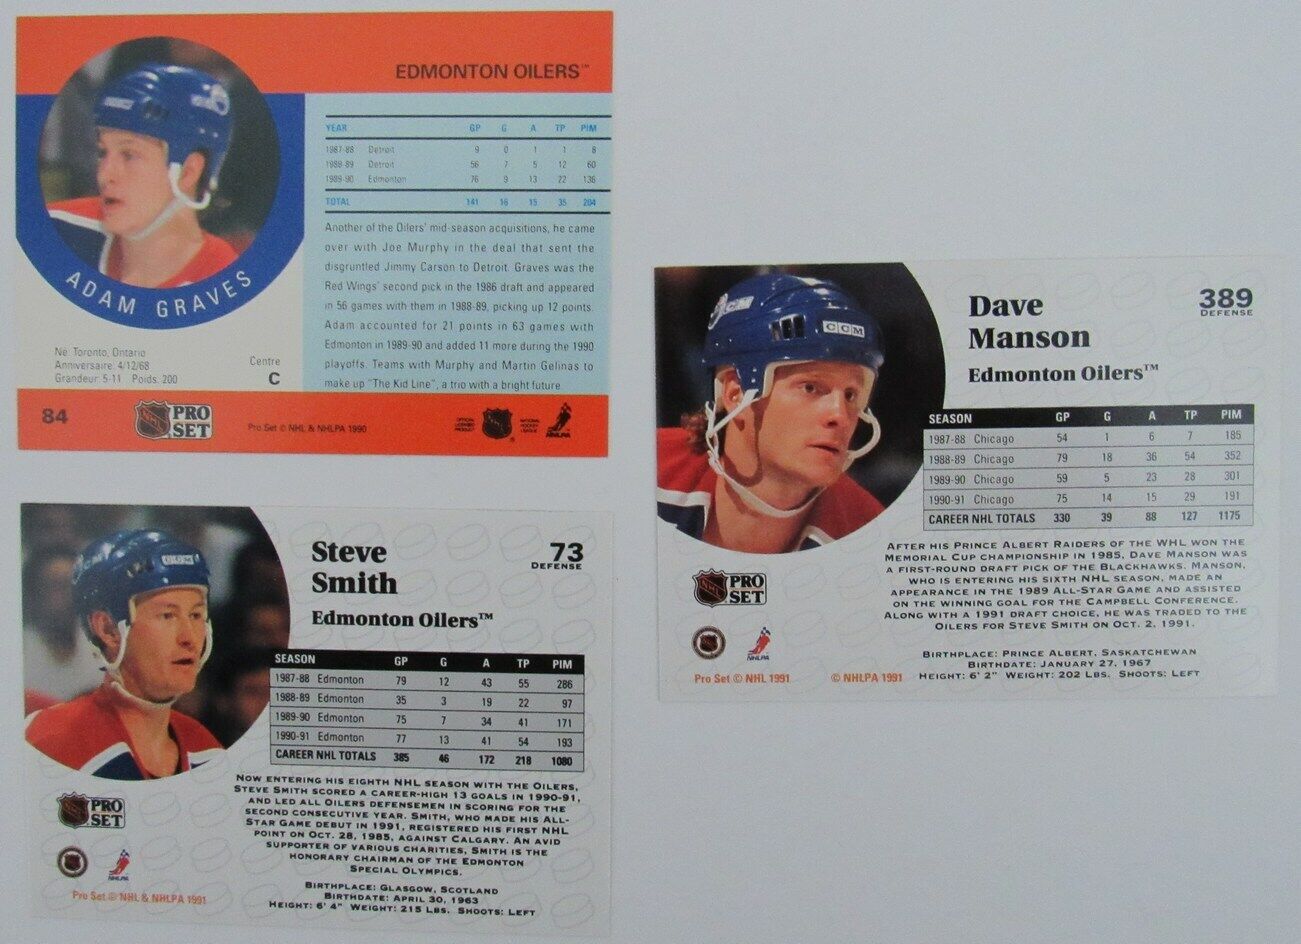 EDMONTON OILERS™
YEAR GP G A TP PIM
1987-88 Detroit 9 0 1 1 8
1988-89 Detroit 56 7 5 12 60
1989-90 Edmonton 76 9 13 22 136
TOTAL 141 16 15 35 204
Another of the Oilers' mid-season acquisitions, he came
over with Joe Murphy in the deal that sent the
disgruntled Jimmy Carson to Detroit. Graves was the
Red Wings' second pick in the 1986 draft and appeared
in 56 games with them in 1988-89, picking up 12 points.
Adam accounted for 21 points in 63 games with
Edmonton in 1989-90 and added 11 more during the 1990
playoffs. Teams with Murphy and Martin Gelinas to
make up "The Kid Line", a trio with a bright future.
ADAM GRAVES
Né: Toronto, Ontario
Anniversaire: 4/12/68
Grandeur: 5-11 Poids: 200
Centre
C
84
NHL
PRO
SET
Pro Set © NHL & NHLPA 1990
OFFICIAL
LICENSED
PRODUCT
NHL
®
NATIONAL
HOCKEY
LEAGUE
NHLPA
CCM
Dave
Manson
Edmonton Oilers™
389
DEFENSE
SEASON GP G A TP PIM
1987-88 Chicago 54 1 6 7 185
1988-89 Chicago 79 18 36 54 352
1989-90 Chicago 59 5 23 28 301
1990-91 Chicago 75 14 15 29 191
CAREER NHL TOTALS 330 39 88 127 1175
AFTER HIS PRINCE ALBERT RAIDERS OF THE WHL WON THE
MEMORIAL CUP CHAMPIONSHIP IN 1985, DAVE MANSON WAS
A FIRST-ROUND DRAFT PICK OF THE BLACKHAWKS. MANSON,
WHO IS ENTERING HIS SIXTH NHL SEASON, MADE AN
APPEARANCE IN THE 1989 ALL-STAR GAME AND ASSISTED
ON THE WINNING GOAL FOR THE CAMPBELL CONFERENCE.
ALONG WITH A 1991 DRAFT CHOICE, HE WAS TRADED TO THE
OILERS FOR STEVE SMITH ON OCT. 2, 1991.
BIRTHPLACE: PRINCE ALBERT, SASKATCHEWAN
BIRTHDATE: JANUARY 27, 1967
HEIGHT: 6' 2" WEIGHT: 202 LBS. SHOOTS: LEFT
NHL
PRO
SET
NHLPA
Pro Set © NHL 1991
© NHLPA 1991
Steve
Smith
Edmonton Oilers™
73
DEFENSE
SEASON GP G A TP PIM
1987-88 Edmonton 79 12 43 55 286
1988-89 Edmonton 35 3 19 22 97
1989-90 Edmonton 75 7 34 41 171
1990-91 Edmonton 77 13 41 54 193
CAREER NHL TOTALS 385 46 172 218 1080
NOW ENTERING HIS EIGHTH NHL SEASON WITH THE OILERS,
STEVE SMITH SCORED A CAREER-HIGH 13 GOALS IN 1990-91,
AND LED ALL OILERS DEFENSEMEN IN SCORING FOR THE
SECOND CONSECUTIVE YEAR. SMITH, WHO MADE HIS ALL-
STAR GAME DEBUT IN 1991, REGISTERED HIS FIRST NHL
POINT ON OCT. 28, 1985, AGAINST CALGARY. AN AVID
SUPPORTER OF VARIOUS CHARITIES, SMITH IS THE
HONORARY CHAIRMAN OF THE EDMONTON
SPECIAL OLYMPICS.
BIRTHPLACE: GLASGOW, SCOTLAND
BIRTHDATE: APRIL 30, 1963
HEIGHT: 6' 4" WEIGHT: 215 LBS. SHOOTS: LEFT
NHL
PRO
SET
NHLPA
Pro Set © NHL & NHLPA 1991